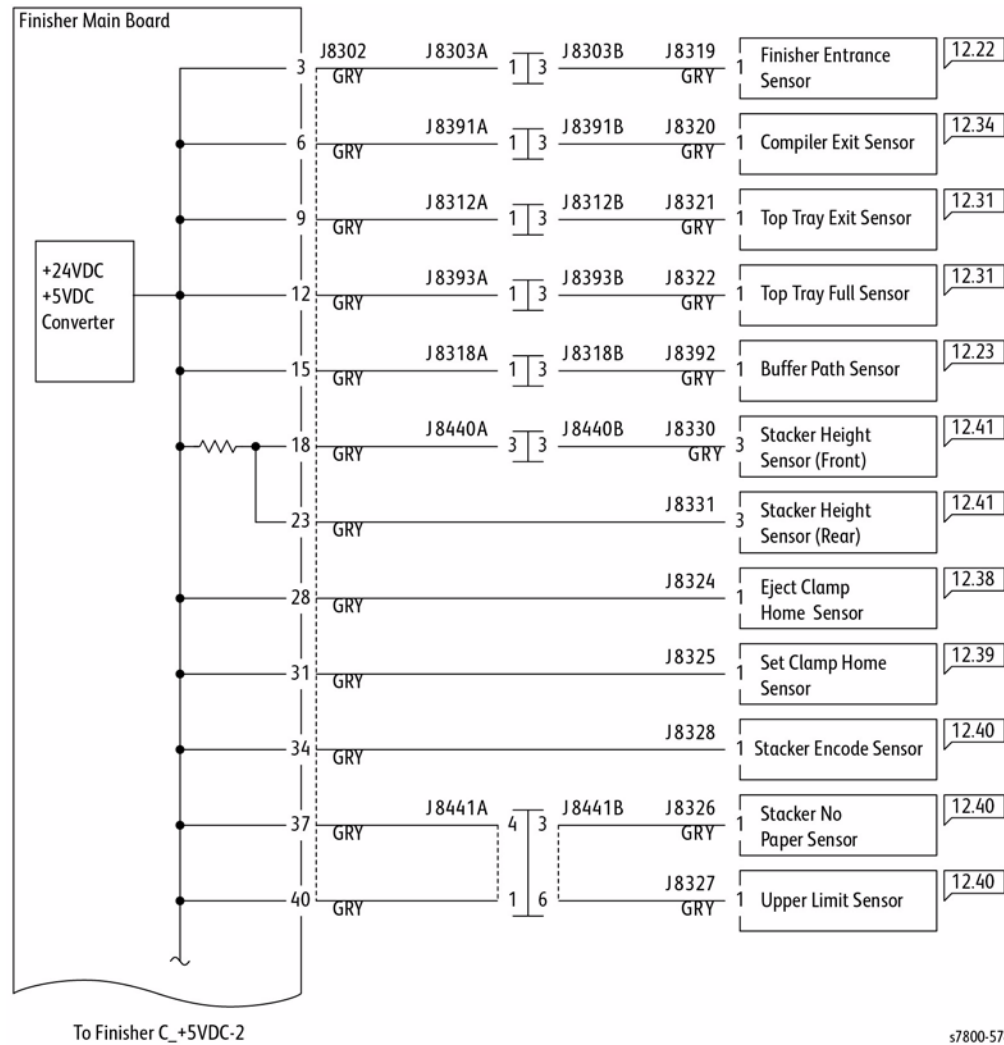 Finisher Main Board
J8302 J8303A J8303B J8319 12.22
3 GRY 1 3 GRY 1 Finisher Entrance
Sensor
J8391A J8391B J8320 12.34
6 GRY 1 3 GRY 1 Compiler Exit Sensor
J8312A J8312B J8321 12.31
9 GRY 1 3 GRY 1 Top Tray Exit Sensor
+24VDC
+5VDC
Converter
J8393A J8393B J8322 12.31
12 GRY 1 3 GRY 1 Top Tray Full Sensor
J8318A J8318B J8392 12.23
15 GRY 1 3 GRY 1 Buffer Path Sensor
J8440A J8440B J8330 12.41
18 GRY 3 3 GRY 3 Stacker Height
Sensor (Front)
J8331 12.41
23 GRY 3 Stacker Height
Sensor (Rear)
J8324 12.38
28 GRY 1 Eject Clamp
Home Sensor
J8325 12.39
31 GRY 1 Set Clamp Home
Sensor
J8328 12.40
34 GRY 1 Stacker Encode Sensor
J8441A J8441B J8326 12.40
37 GRY 4 3 GRY 1 Stacker No
Paper Sensor
J8327 12.40
40 GRY 1 6 GRY 1 Upper Limit Sensor
To Finisher C_+5VDC-2
s7800-57